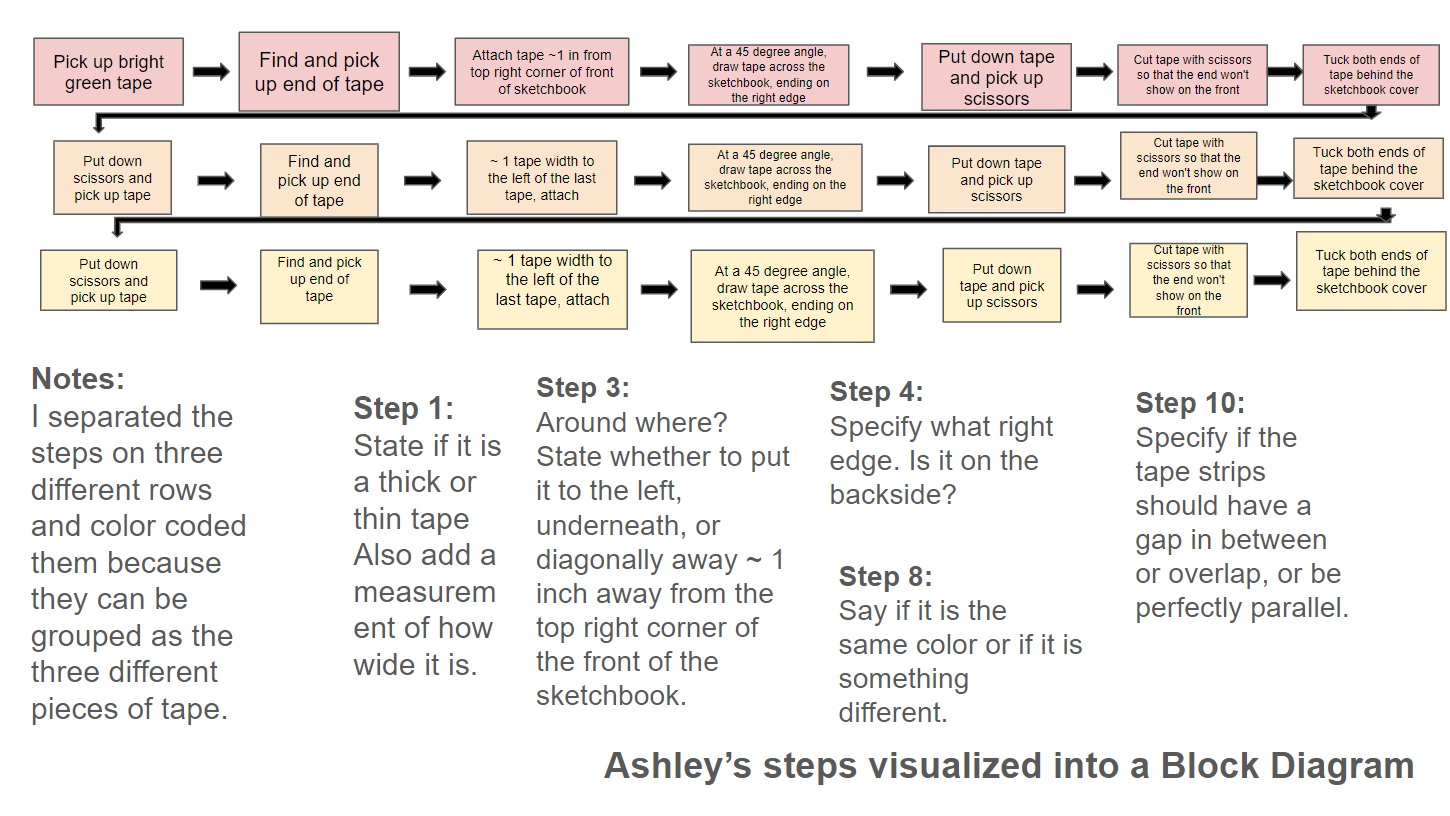 Pick up bright
green tape
Find and pick
up end of tape
Attach tape ~1 in from
top right corner of front
of sketchbook
At a 45 degree angle,
draw tape across the
sketchbook, ending on
the right edge
Put down tape
and pick up
scissors
Cut tape with scissors
so that the end won't
show on the front
Tuck both ends of
tape behind the
sketchbook cover
Put down
scissors and
pick up tape
Find and
pick up end
of tape
~ 1 tape width to
the left of the last
tape, attach
At a 45 degree angle,
draw tape across the
sketchbook, ending on the
right edge
Put down tape
and pick up
scissors
Cut tape with
scissors so that the
end won't show on
the front
Tuck both ends of
tape behind the
sketchbook cover
Put down
scissors and
pick up tape
Find and pick
up end of
tape
~ 1 tape width to
the left of the
last tape, attach
At a 45 degree angle,
draw tape across the
sketchbook, ending on
the right edge
Put down
tape and pick
up scissors
Cut tape with
scissors so that
the end won't
show on the
front
Tuck both ends of
tape behind the
sketchbook cover
Notes:
I separated the
steps on three
different rows
and color coded
them because
they can be
grouped as the
three different
pieces of tape.
Step 1:
State if it is
a thick or
thin tape
Also add a
measurem
ent of how
wide it is.
Step 3:
Around where?
State whether to put
it to the left,
underneath, or
diagonally away ~ 1
inch away from the
top right corner of
the front of the
sketchbook.
Step 4:
Specify what right
edge. Is it on the
backside?
Step 8:
Say if it is the
same color or if it is
something
different.
Step 10:
Specify if the
tape strips
should have a
gap in between
or overlap, or be
perfectly parallel.
Ashley’s steps visualized into a Block Diagram